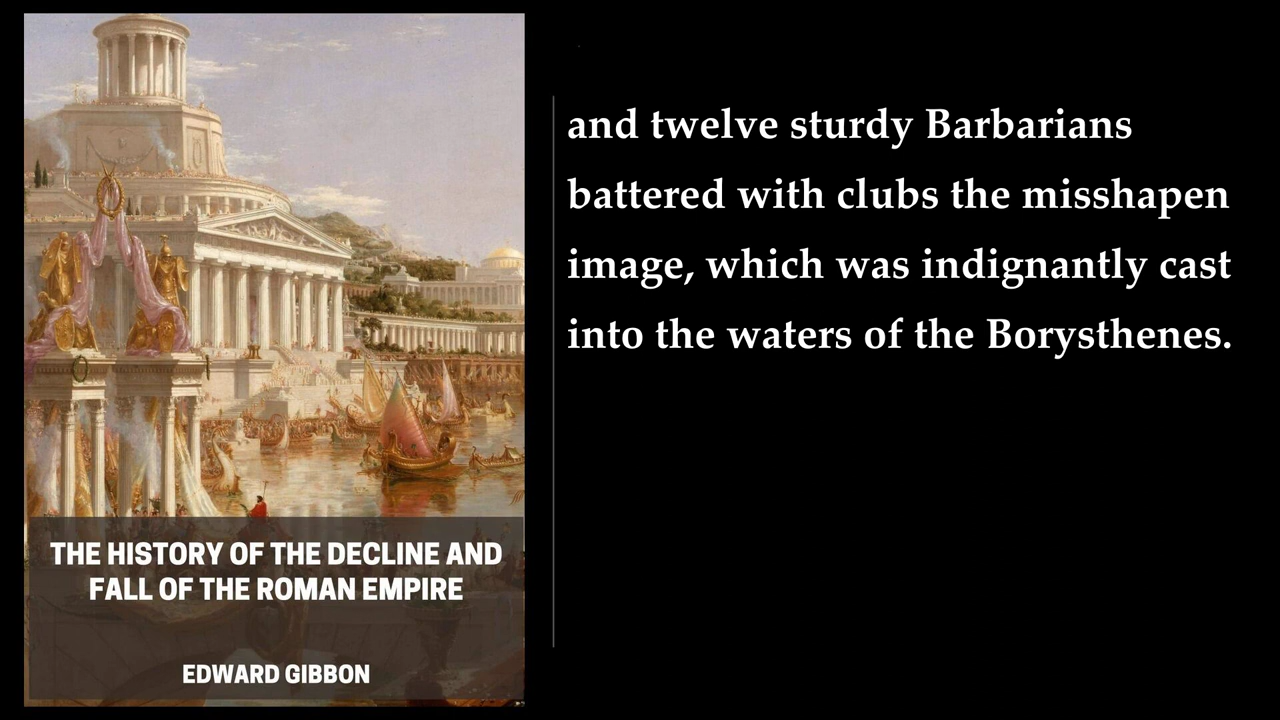 and twelve sturdy Barbarians
battered with clubs the misshapen
image, which was indignantly cast
into the waters of the Borysthenes.
THE HISTORY OF THE DECLINE AND
FALL OF THE ROMAN EMPIRE
EDWARD GIBBON